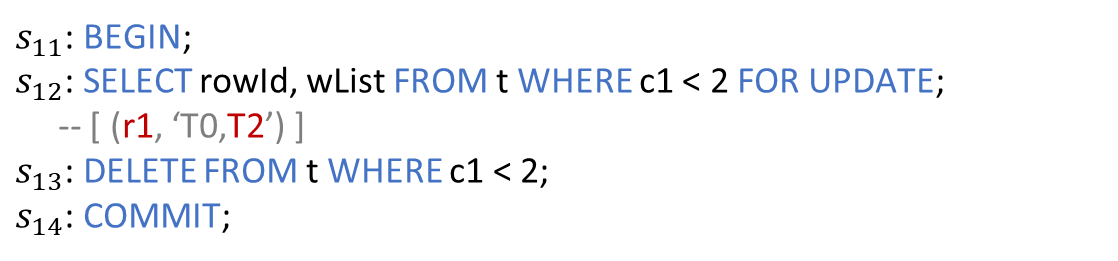 s11: BEGIN;
s12: SELECT rowId, wList FROM t WHERE c1 < 2 FOR UPDATE;
-- [ (r1, ‘T0,T2’) ]
s13: DELETE FROM t WHERE c1 < 2;
s14: COMMIT;